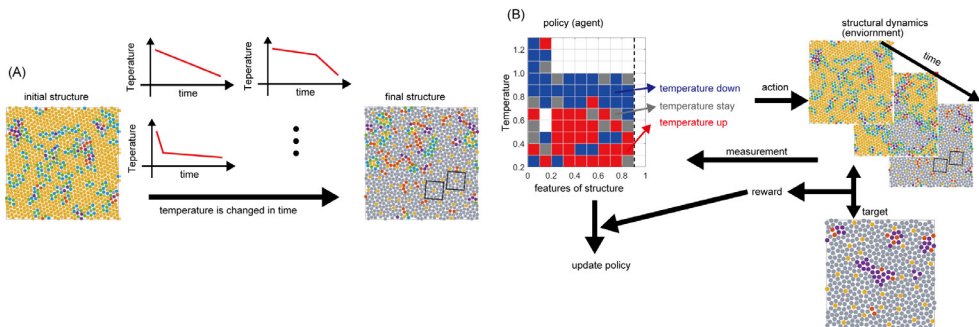 (A)
Teperature
time
Teperature
time
initial structure
final structure
Teperature
time
temperature is changed in time
(B)
policy (agent)
Temperature
1.2
1.0
0.8
0.6
0.4
0.2
0
0.2
0.4
0.6
0.8
1
features of structure
temperature down
temperature stay
temperature up
action
structural dynamics
(enviornment)
time
measurement
reward
target
update policy